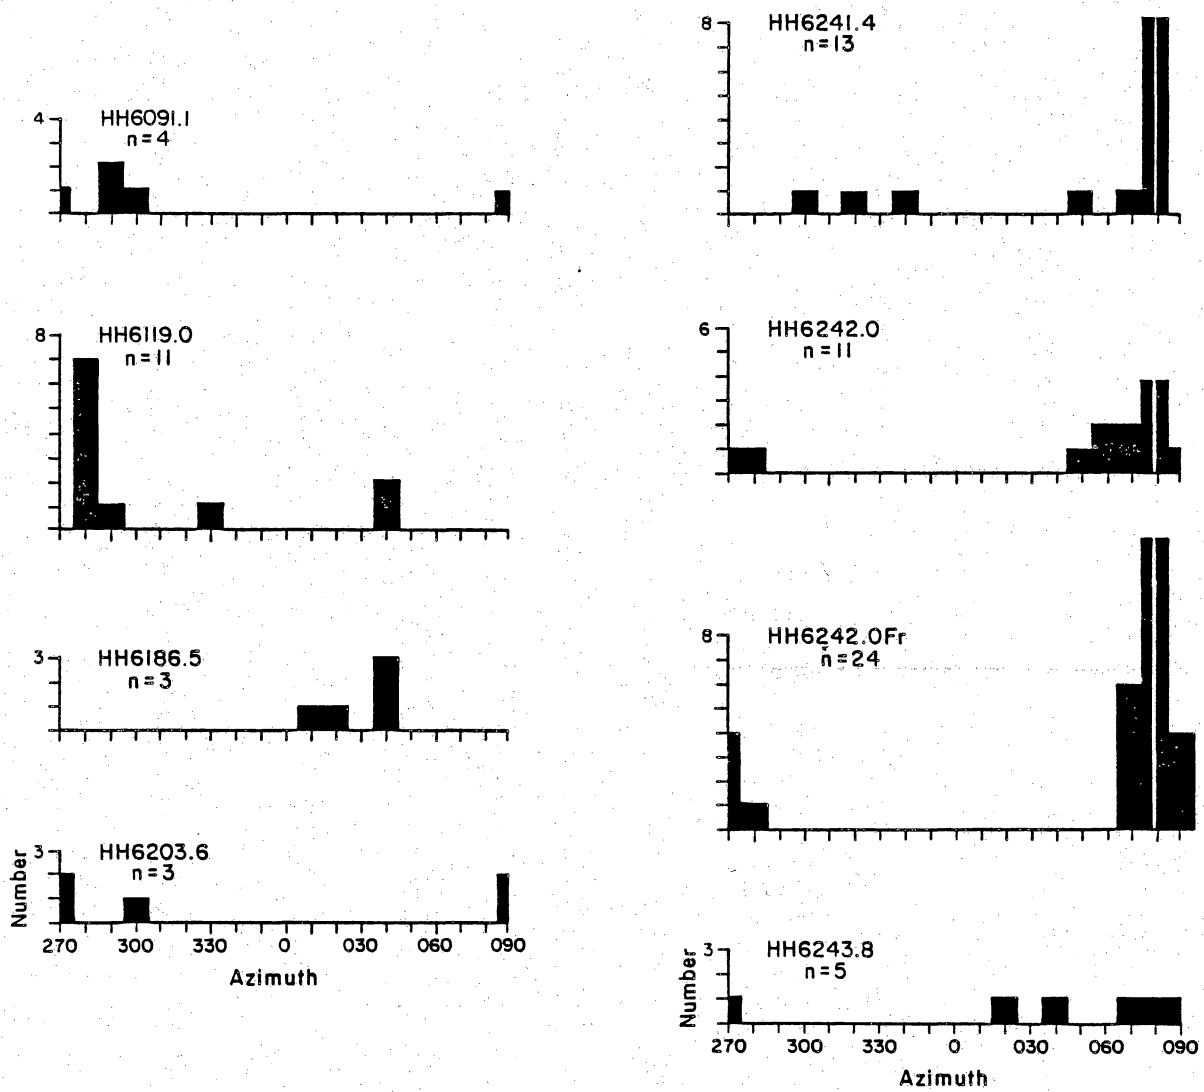 4
HH6091.1
n=4
8
HH6119.0
n=11
3
HH6186.5
n=3
3
HH6203.6
n=3
Number
270 300 330 0 030 060 090
Azimuth
8
HH6241.4
n=13
6
HH6242.0
n=11
8
HH6242.0Fr
n=24
3
HH6243.8
n=5
Number
270 300 330 0 030 060 090
Azimuth